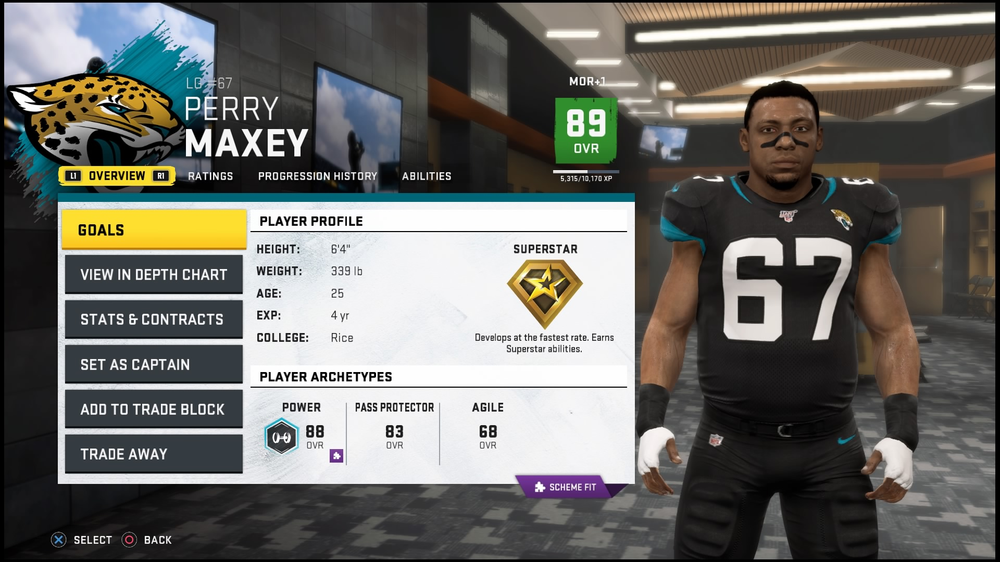 LG #67
PERRY
MAXEY
MOR+1
89
OVR
5,315/10,170 XP
L1 OVERVIEW R1 RATINGS PROGRESSION HISTORY ABILITIES
GOALS
VIEW IN DEPTH CHART
STATS & CONTRACTS
SET AS CAPTAIN
ADD TO TRADE BLOCK
TRADE AWAY
PLAYER PROFILE
HEIGHT: 6'4"
WEIGHT: 339 lb
AGE: 25
EXP: 4 yr
COLLEGE: Rice
SUPERSTAR
Develops at the fastest rate. Earns
Superstar abilities.
PLAYER ARCHETYPES
POWER
88
OVR
PASS PROTECTOR
83
OVR
AGILE
68
OVR
SCHEME FIT
SELECT BACK
67
NFL